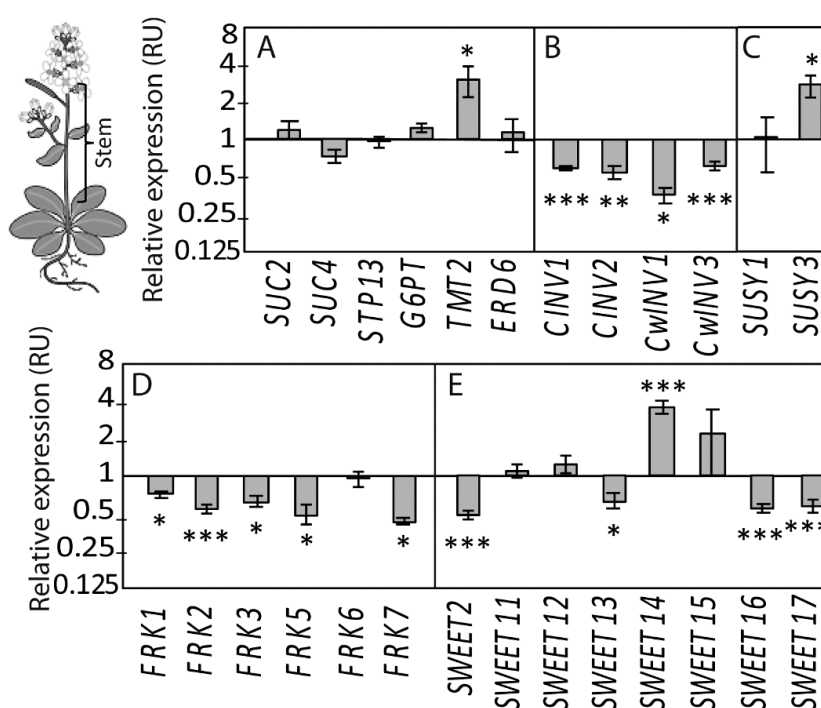 Stem
Relative expression (RU)
8
4
2
1
0.5
0.25
0.125
A
*
B
***
**
*
***
C
*
SUC2
SUC4
STP13
G6PT
TMT2
ERD6
CINV1
CINV2
CwINV1
CwINV3
SUSY1
SUSY3
Relative expression (RU)
8
4
2
1
0.5
0.25
0.125
D
*
***
*
*
*
E
***
***
*
***
***
FRK1
FRK2
FRK3
FRK5
FRK6
FRK7
SWEET2
SWEET11
SWEET12
SWEET13
SWEET14
SWEET15
SWEET16
SWEET17